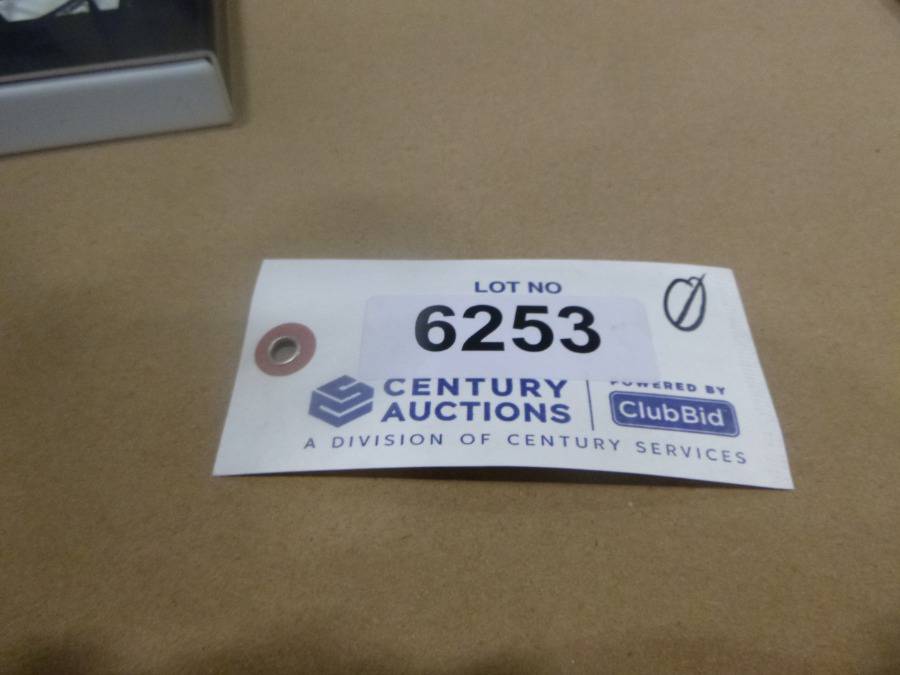 LOT NO
6253
CENTURY
AUCTIONS
POWERED BY
ClubBid
A DIVISION OF CENTURY SERVICES